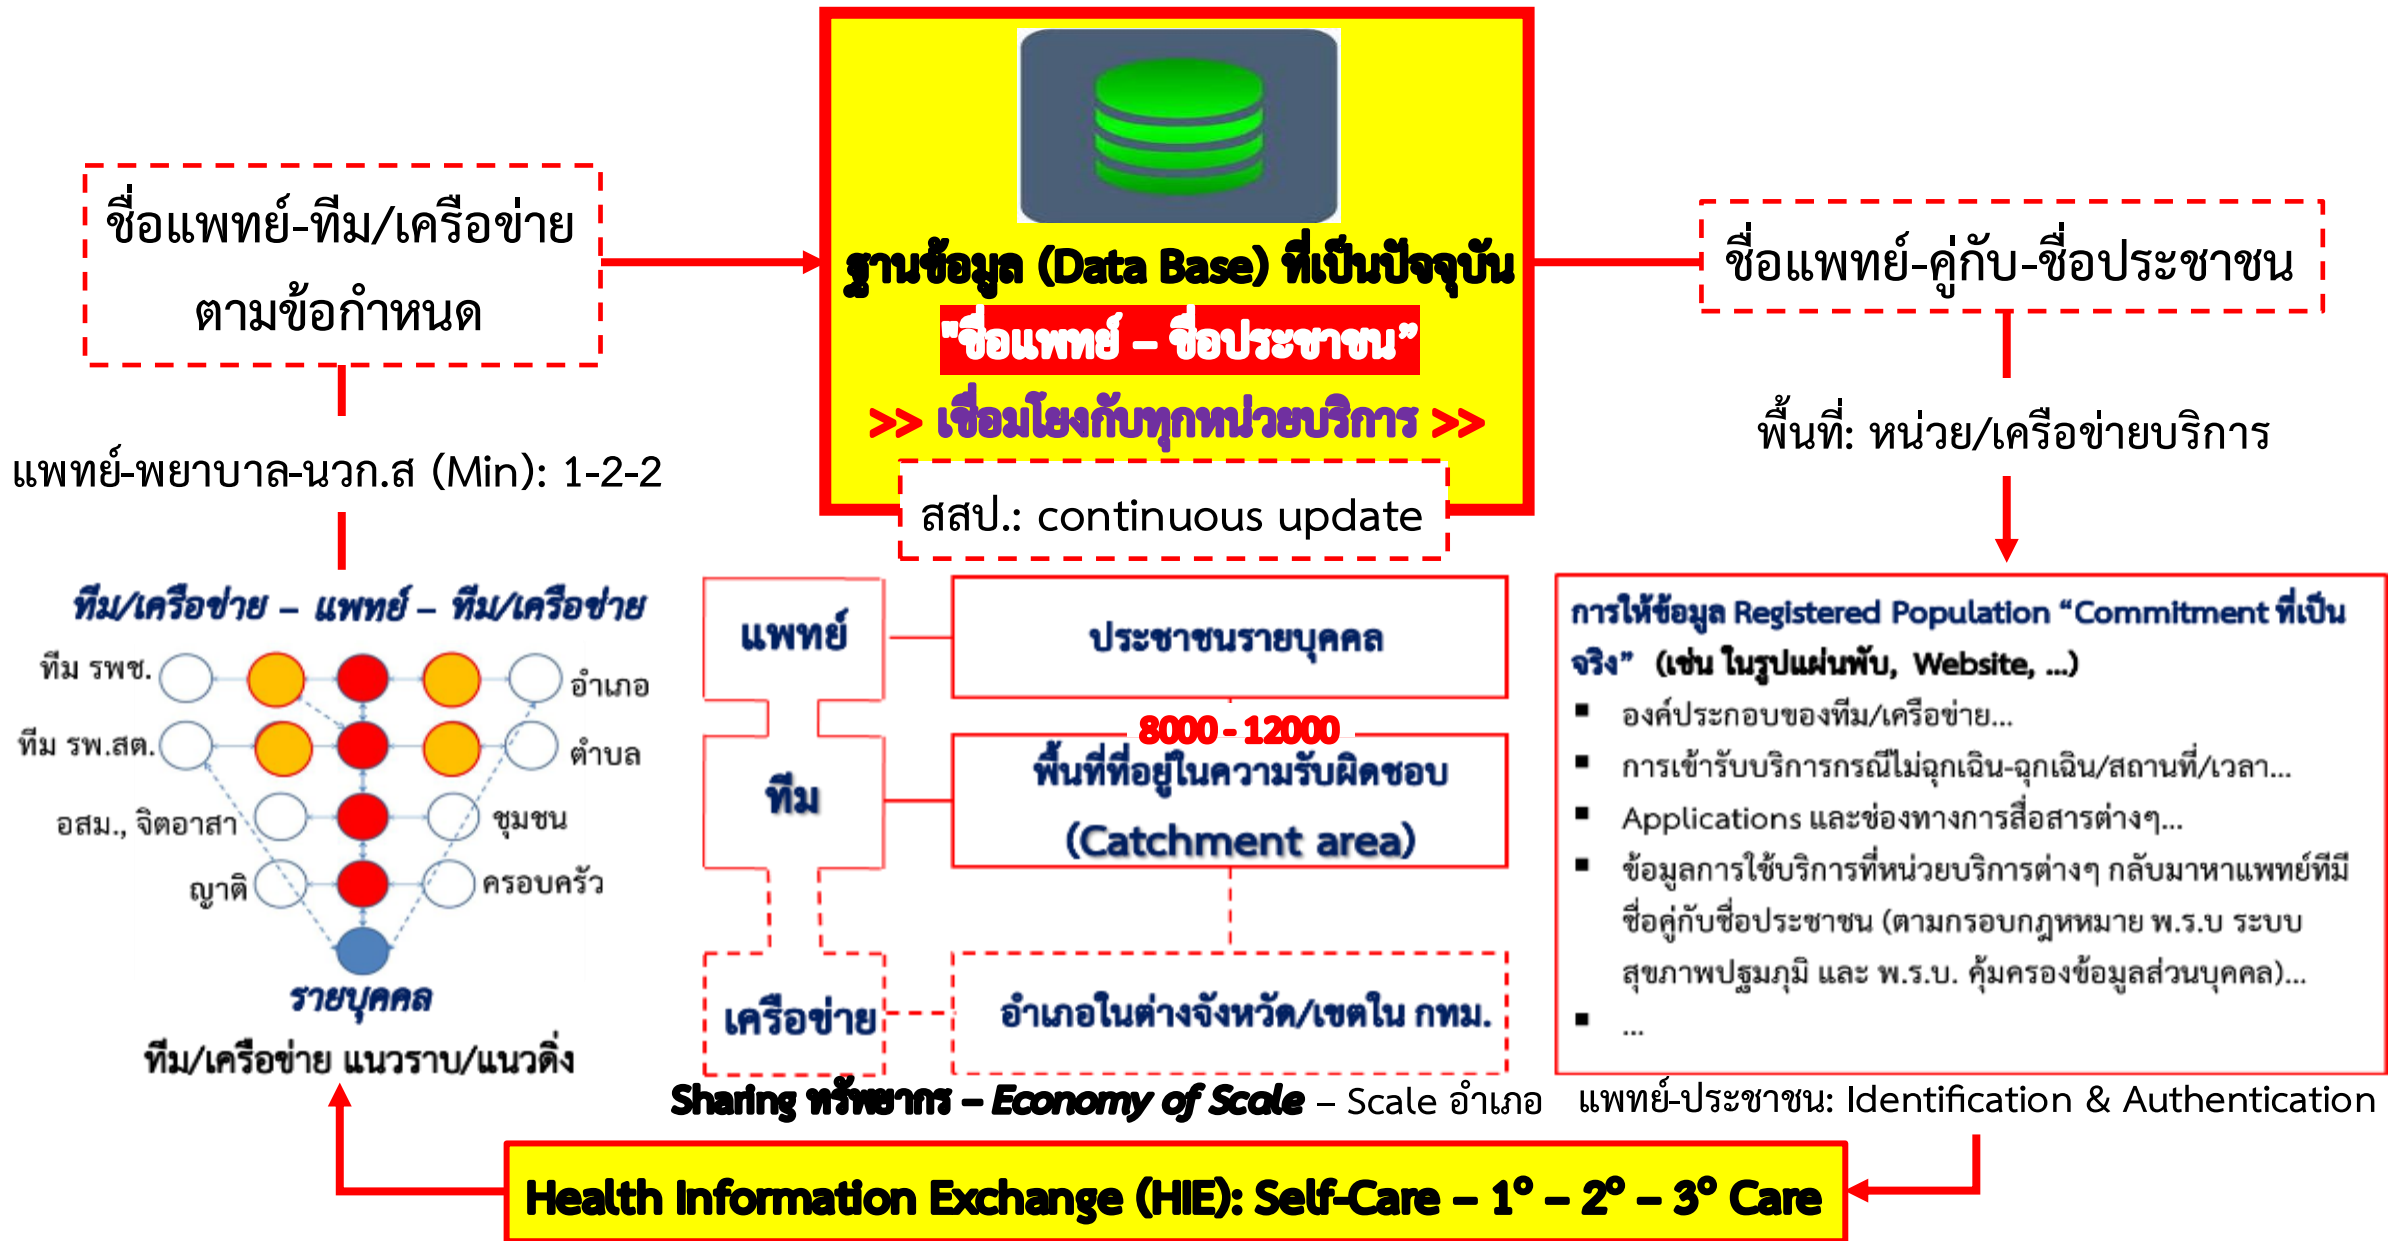 ฐานข้อมูล (Data Base) ที่เป็นปัจจุบัน
"ชื่อแพทย์ – ชื่อประชาชน”
>> เชื่อมโยงกับทุกหน่วยบริการ >>
สสป.: continuous update
ชื่อแพทย์-ทีม/เครือข่าย
ตามข้อกำหนด
แพทย์-พยาบาล-นวก.ส (Min): 1-2-2
ทีม/เครือข่าย – แพทย์ – ทีม/เครือข่าย
ทีม รพช.
อำเภอ
ทีม รพ.สต.
ตำบล
อสม., จิตอาสา
ชุมชน
ญาติ
ครอบครัว
รายบุคคล
ทีม/เครือข่าย แนวราบ/แนวดิ่ง
แพทย์
ประชาชนรายบุคคล
8000 - 12000
ทีม
พื้นที่ที่อยู่ในความรับผิดชอบ
(Catchment area)
เครือข่าย
อำเภอในต่างจังหวัด/เขตใน กทม.
Sharing ทรัพยากร – Economy of Scale – Scale อำเภอ
ชื่อแพทย์-คู่กับ-ชื่อประชาชน
พื้นที่: หน่วย/เครือข่ายบริการ
การให้ข้อมูล Registered Population “Commitment ที่เป็น
จริง” (เช่น ในรูปแผ่นพับ, Website, ...)
▪ องค์ประกอบของทีม/เครือข่าย...
▪ การเข้ารับบริการกรณีไม่ฉุกเฉิน-ฉุกเฉิน/สถานที่/เวลา...
▪ Applications และช่องทางการสื่อสารต่างๆ...
▪ ข้อมูลการใช้บริการที่หน่วยบริการต่างๆ กลับมาหาแพทย์ทีมี
ชื่อคู่กับชื่อประชาชน (ตามกรอบกฎหหมาย พ.ร.บ ระบบ
สุขภาพปฐมภูมิ และ พ.ร.บ. คุ้มครองข้อมูลส่วนบุคคล)...
▪ ...
แพทย์-ประชาชน: Identification & Authentication
Health Information Exchange (HIE): Self-Care – 1° – 2° – 3° Care